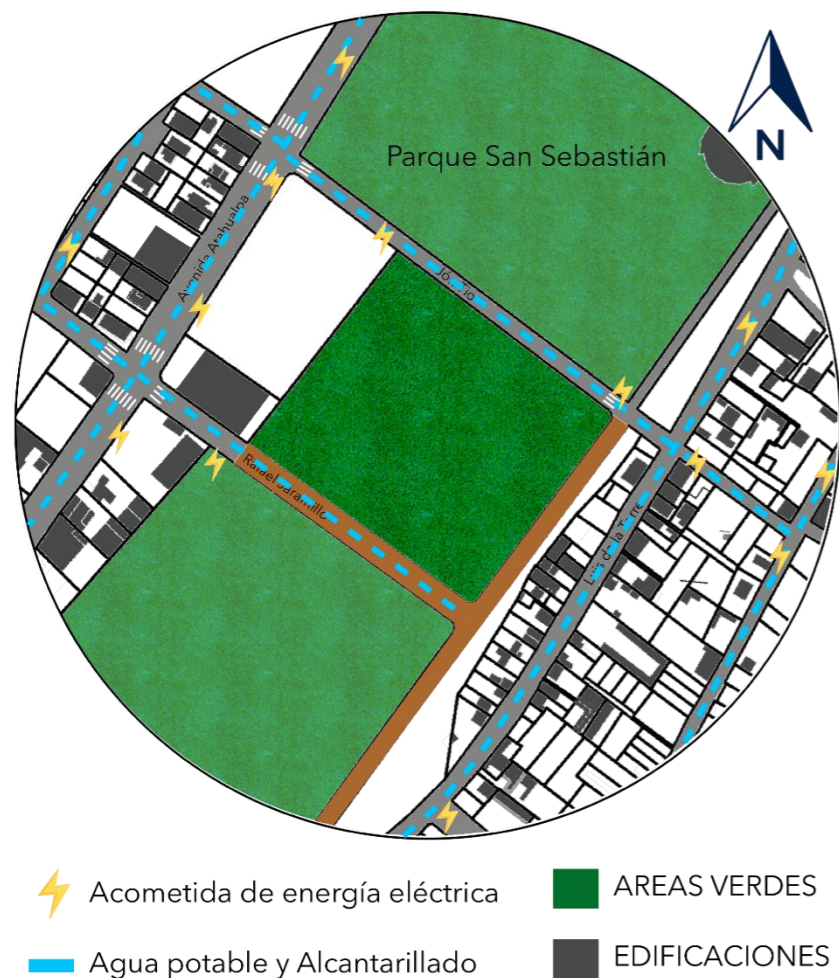 N
Parque San Sebastián
Avenida Atahualpa
Luis de la Torre
Acometida de energía eléctrica
AREAS VERDES
Agua potable y Alcantarillado
EDIFICACIONES